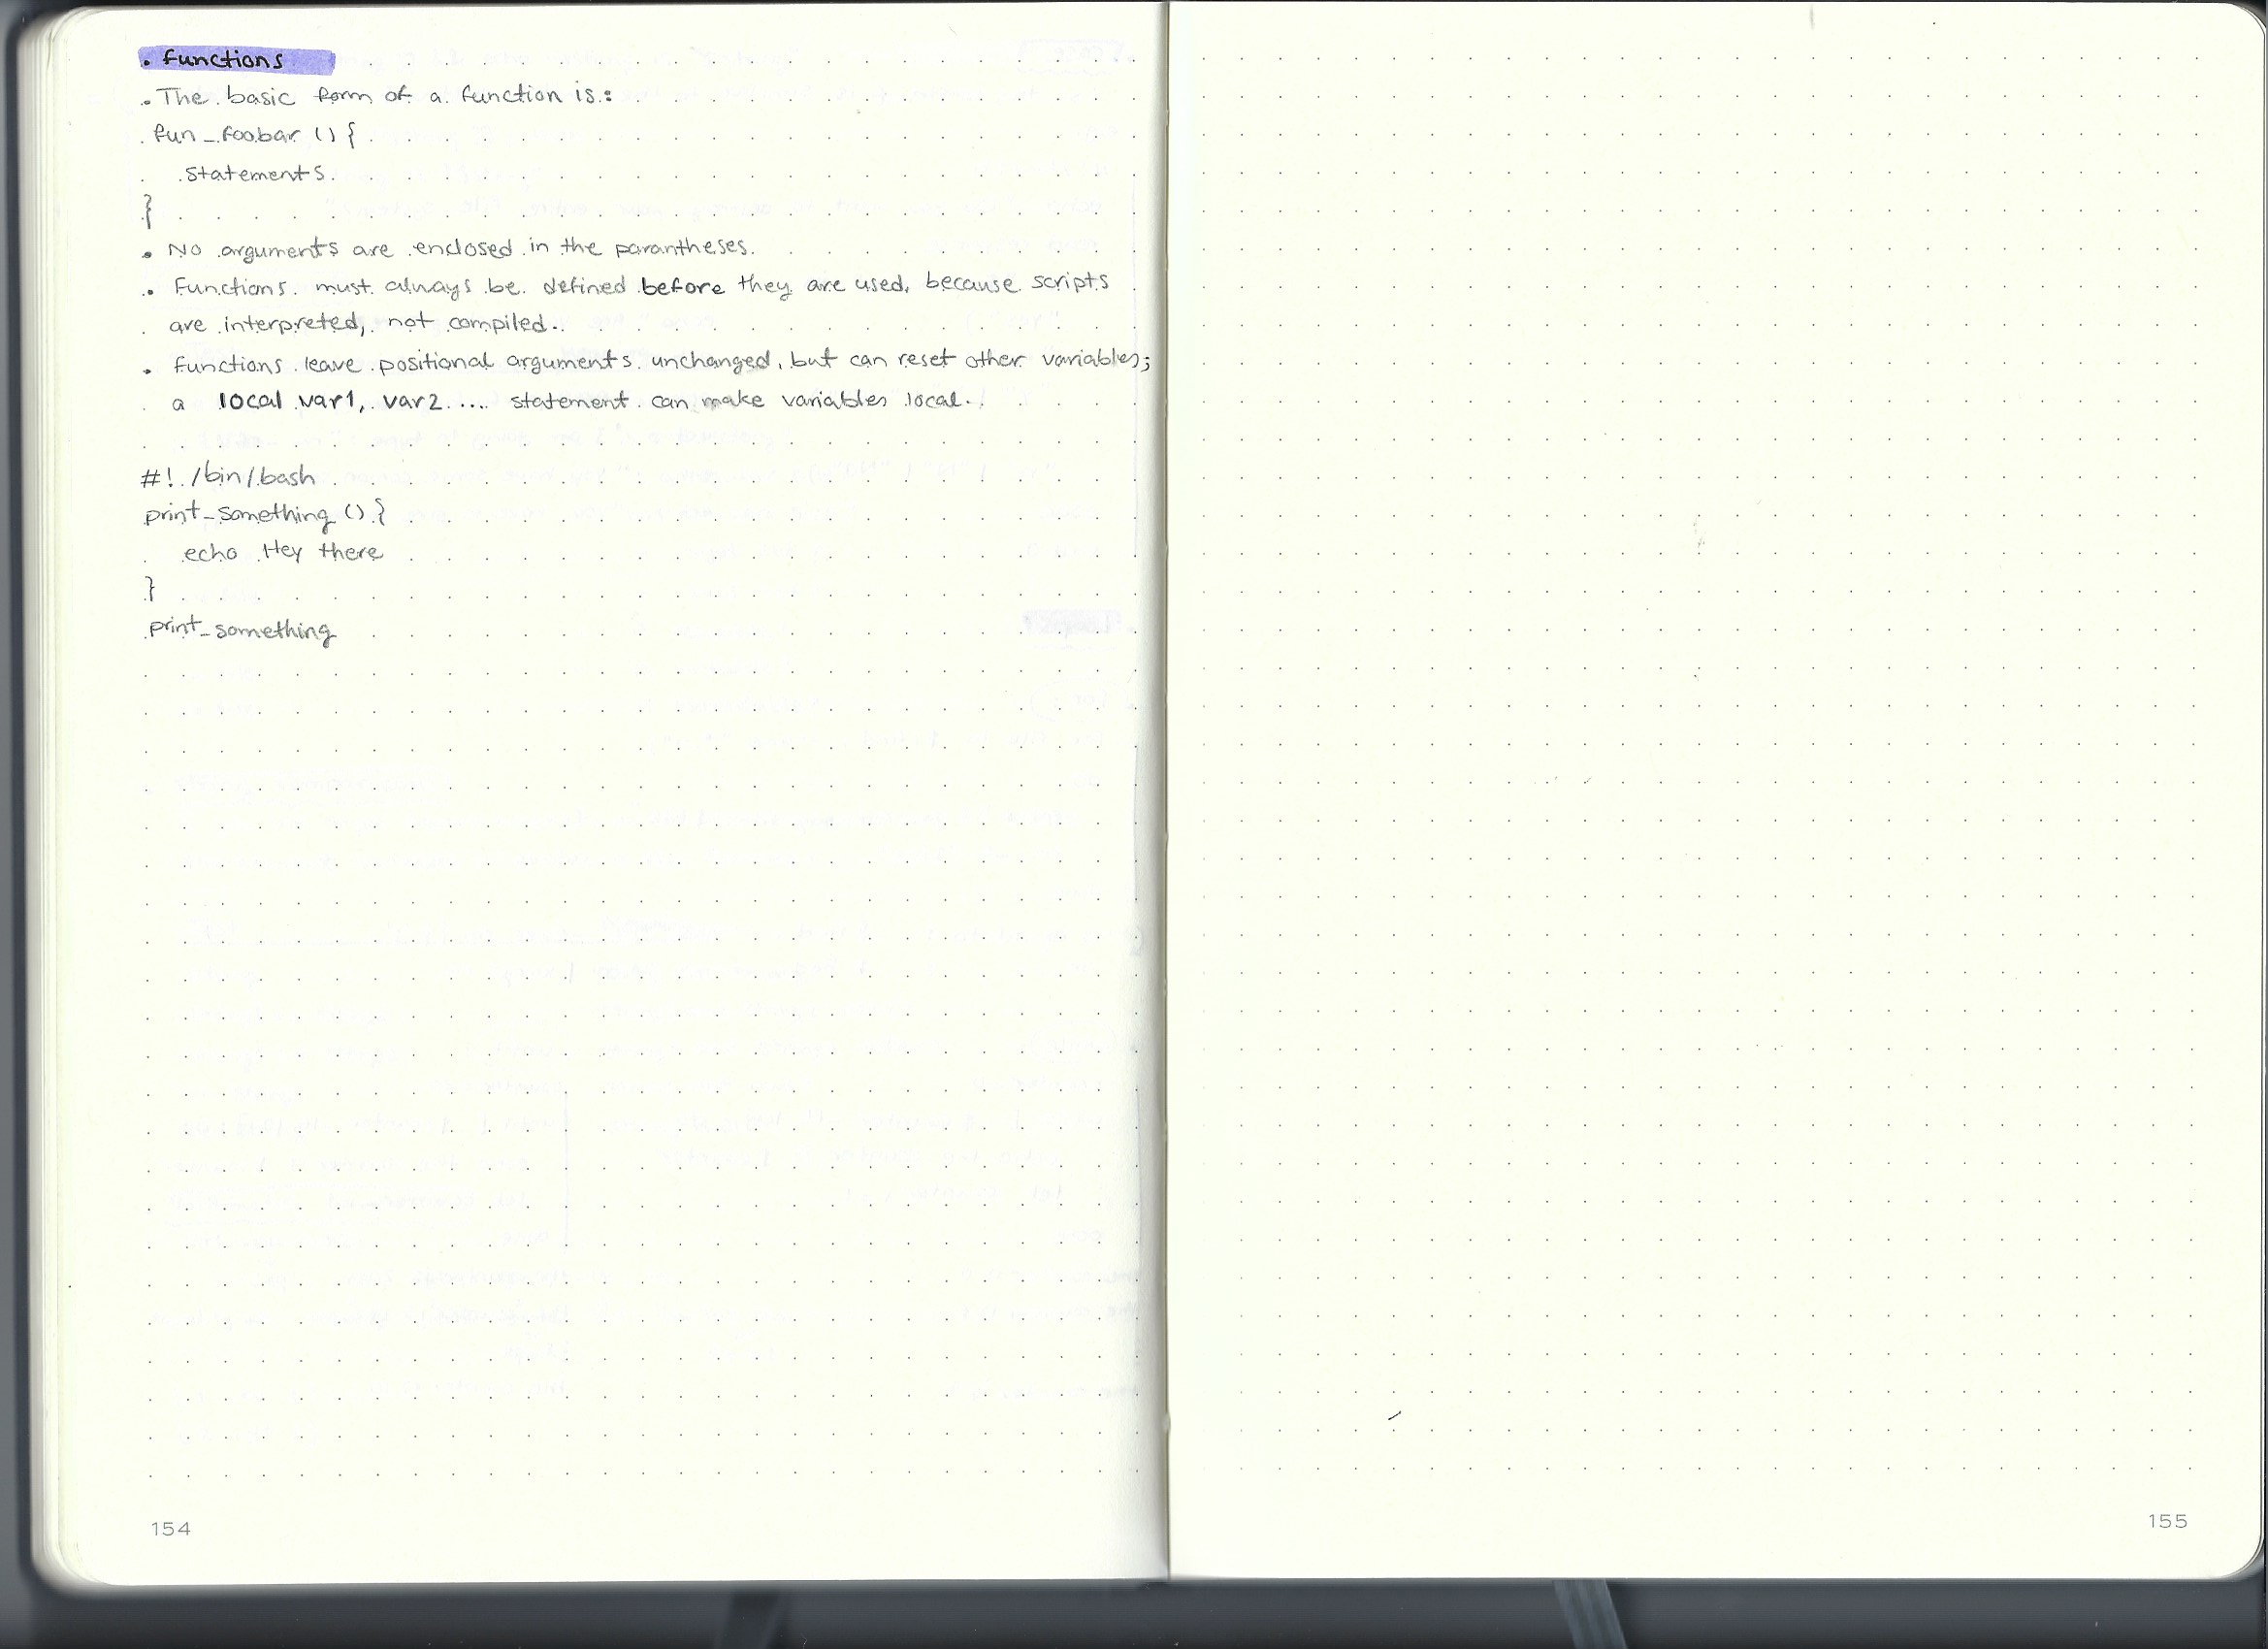 . functions
. The basic form of a function is:
fun_foobar () {
statements
}
. No arguments are enclosed in the parantheses.
. Functions must always be defined before they are used, because scripts
are interpreted, not compiled.
. functions leave positional arguments unchanged, but can reset other variables;
a local var1, var2 .... statement can make variables local.
#! /bin/bash
print_something () {
echo Hey there
}
print_something
154
155